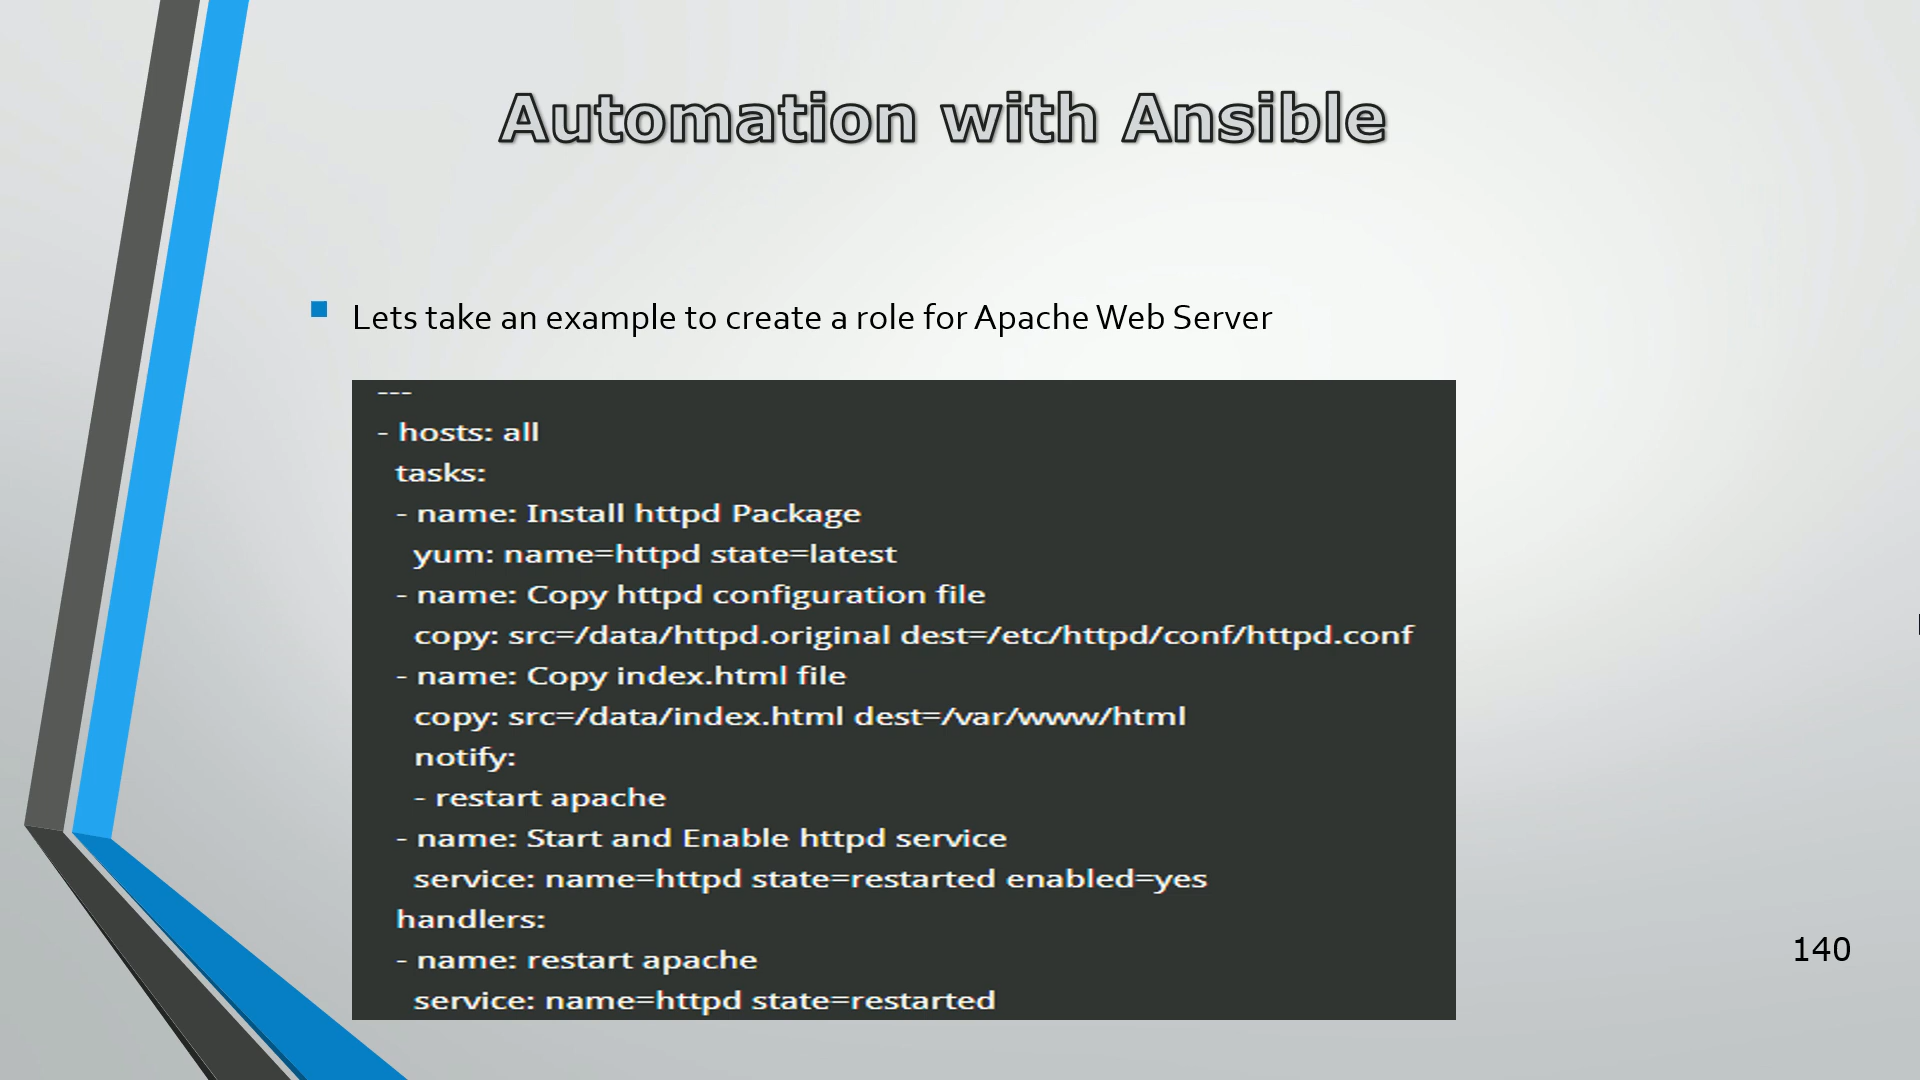 Automation with Ansible
Lets take an example to create a role for Apache Web Server
---
- hosts: all
tasks:
- name: Install httpd Package
yum: name=httpd state=latest
- name: Copy httpd configuration file
copy: src=/data/httpd.original dest=/etc/httpd/conf/httpd.conf
- name: Copy index.html file
copy: src=/data/index.html dest=/var/www/html
notify:
- restart apache
- name: Start and Enable httpd service
service: name=httpd state=restarted enabled=yes
handlers:
- name: restart apache
service: name=httpd state=restarted
140